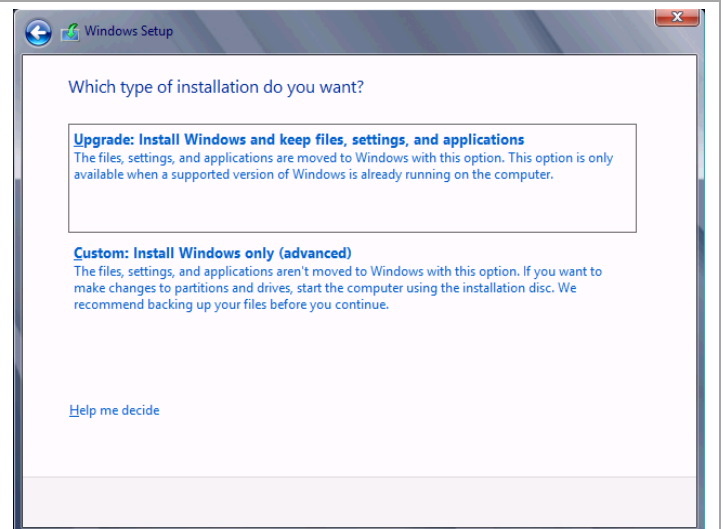 Windows Setup
Which type of installation do you want?
Upgrade: Install Windows and keep files, settings, and applications
The files, settings, and applications are moved to Windows with this option. This option is only
available when a supported version of Windows is already running on the computer.
Custom: Install Windows only (advanced)
The files, settings, and applications aren't moved to Windows with this option. If you want to
make changes to partitions and drives, start the computer using the installation disc. We
recommend backing up your files before you continue.
Help me decide